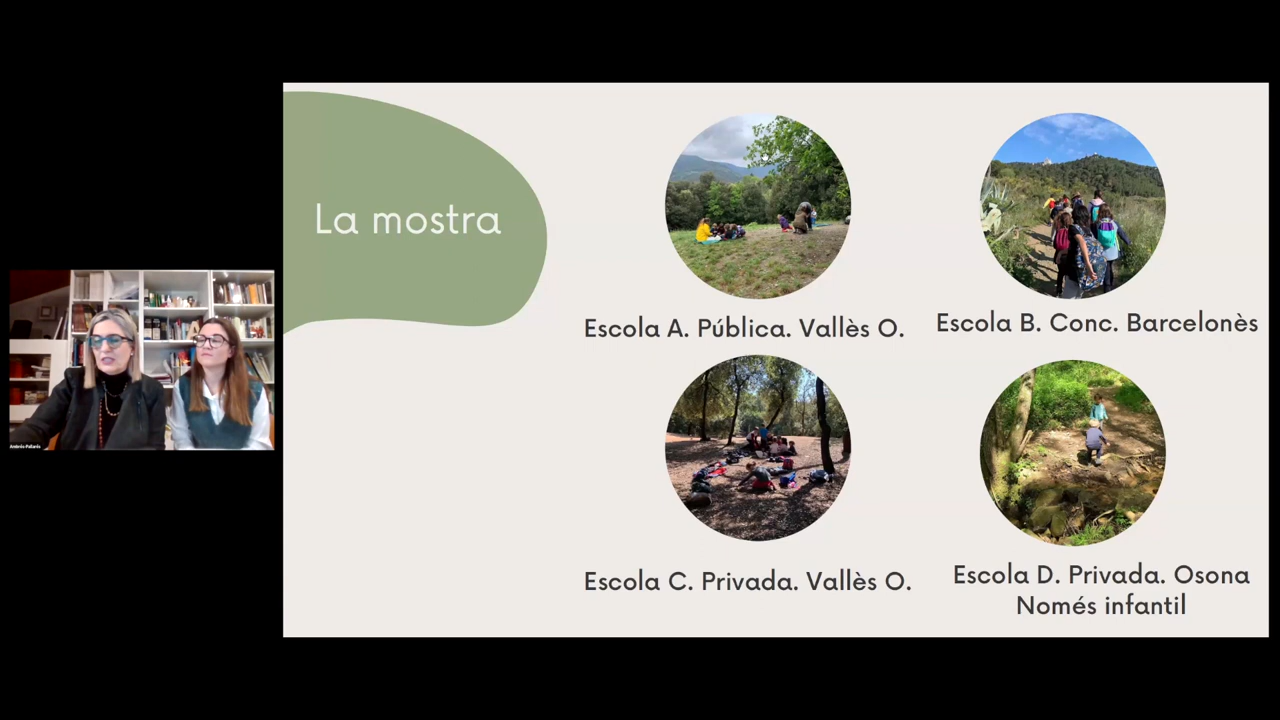 La mostra
Escola A. Pública. Vallès O.
Escola B. Conc. Barcelonès
Escola C. Privada. Vallès O.
Escola D. Privada. Osona
Només infantil